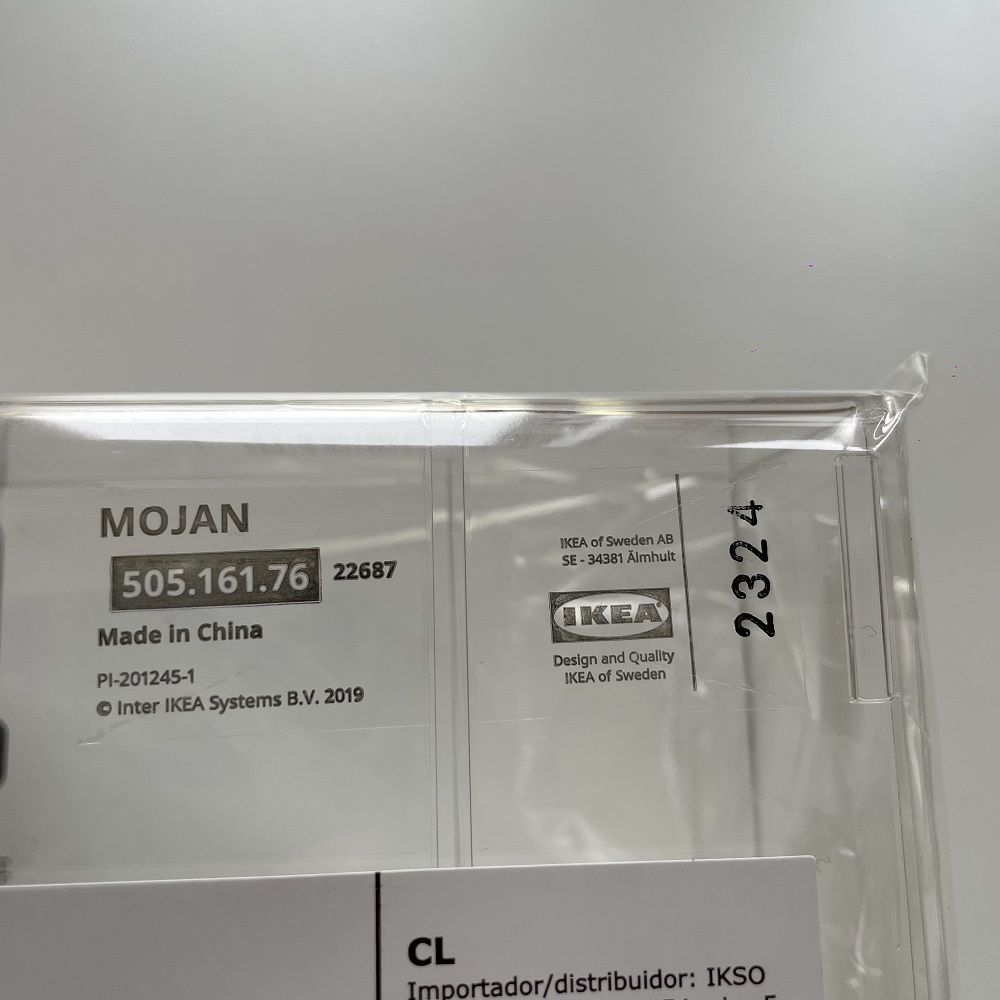 MOJAN
505.161.76 22687
Made in China
PI-201245-1
© Inter IKEA Systems B.V. 2019
IKEA of Sweden AB
SE - 34381 Älmhult
IKEA®
Design and Quality
IKEA of Sweden
2324
CL
Importador/distribuidor: IKSO